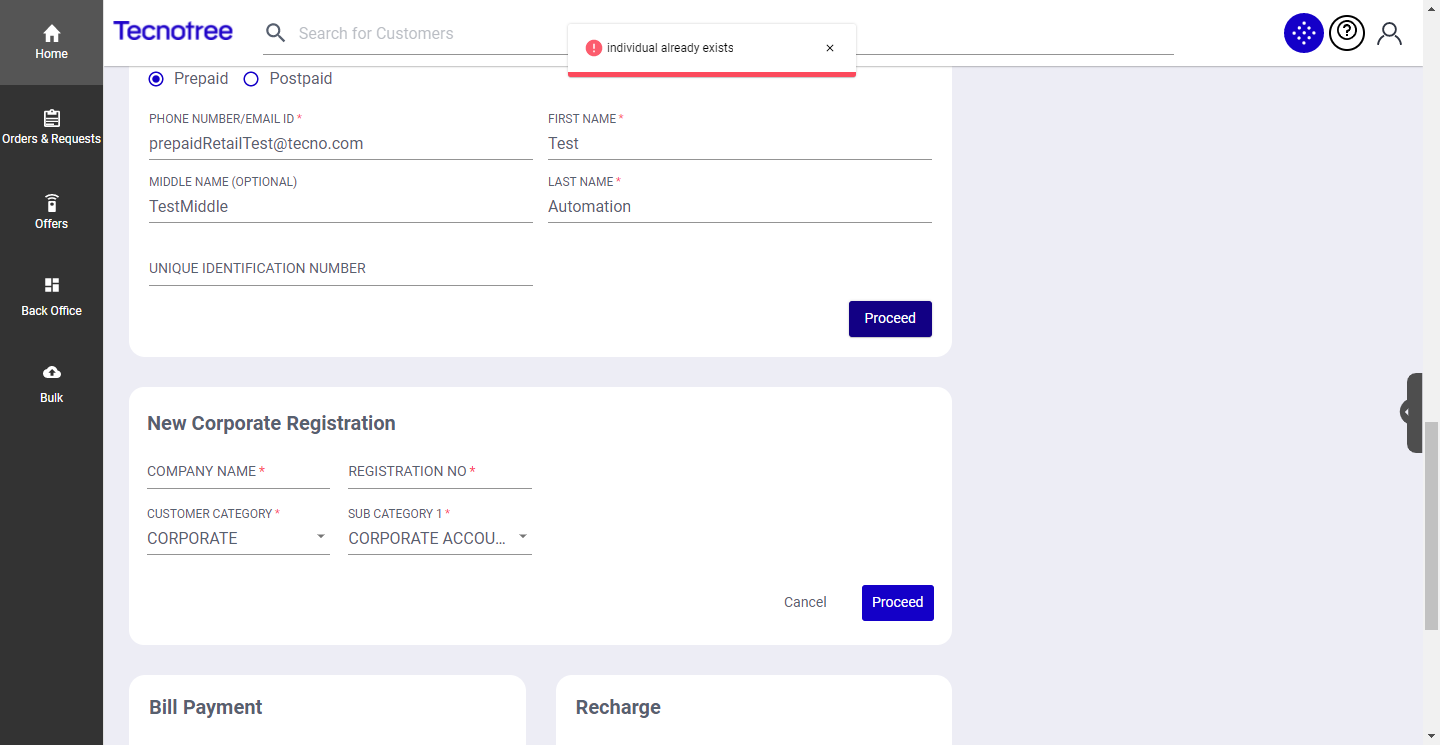 Home
Orders & Requests
Offers
Back Office
Bulk
Tecnotree
Search for Customers
individual already exists
Prepaid Postpaid
PHONE NUMBER/EMAIL ID *
prepaidRetailTest@tecno.com
FIRST NAME *
Test
MIDDLE NAME (OPTIONAL)
TestMiddle
LAST NAME *
Automation
UNIQUE IDENTIFICATION NUMBER
Proceed
New Corporate Registration
COMPANY NAME *
REGISTRATION NO *
CUSTOMER CATEGORY *
CORPORATE
SUB CATEGORY 1 *
CORPORATE ACCOU...
Cancel
Proceed
Bill Payment
Recharge